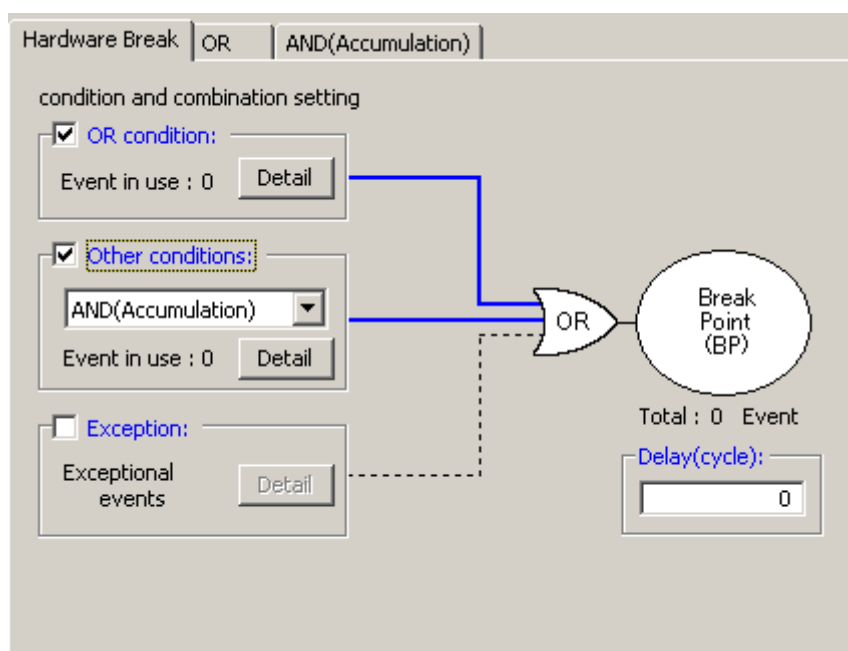 Hardware Break OR AND(Accumulation)
condition and combination setting
OR condition:
Event in use : 0 Detail
Other conditions:
AND(Accumulation)
Event in use : 0 Detail
Exception:
Exceptional
events
Detail
OR
Break
Point
(BP)
Total : 0 Event
Delay(cycle):
0